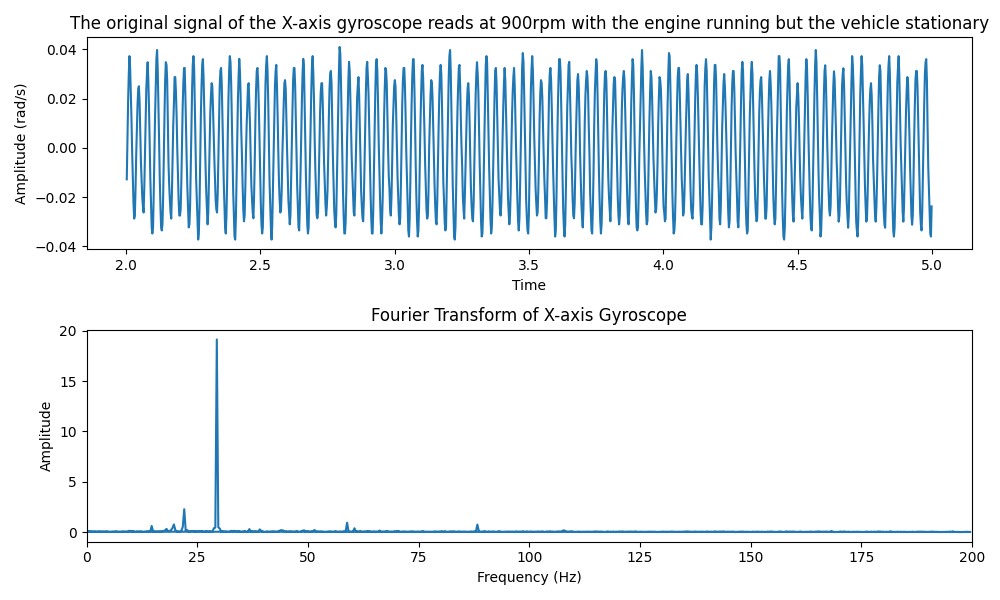 The original signal of the X-axis gyroscope reads at 900rpm with the engine running but the vehicle stationary
0.04
0.02
0.00
−0.02
−0.04
Amplitude (rad/s)
2.0 2.5 3.0 3.5 4.0 4.5 5.0
Time
Fourier Transform of X-axis Gyroscope
20
15
10
5
0
Amplitude
0 25 50 75 100 125 150 175 200
Frequency (Hz)